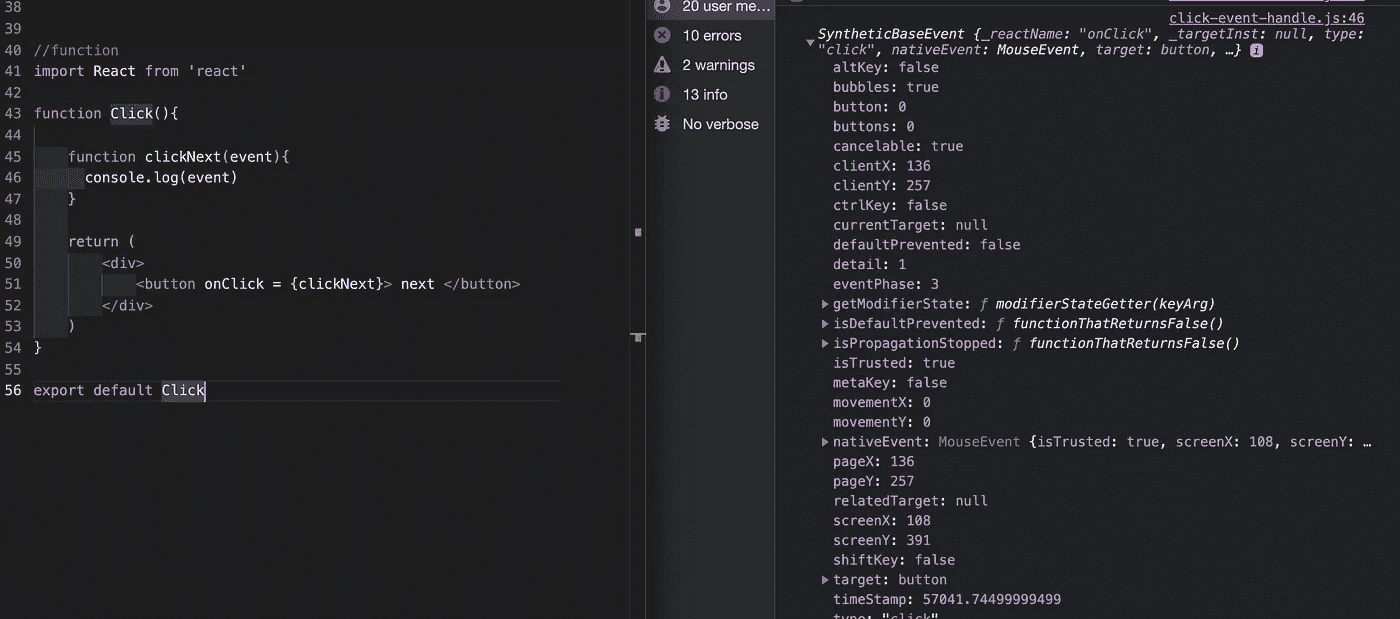 38
39
40 //function
41 import React from 'react'
42
43 function Click(){
44
45 function clickNext(event){
46 console.log(event)
47 }
48
49 return (
50 <div>
51 <button onClick = {clickNext}> next </button>
52 </div>
53 )
54 }
55
56 export default Click
20 user me…
10 errors
2 warnings
13 info
No verbose
click-event-handle.js:46
SyntheticBaseEvent {_reactName: "onClick", _targetInst: null, type:
"click", nativeEvent: MouseEvent, target: button, …}
altKey: false
bubbles: true
button: 0
buttons: 0
cancelable: true
clientX: 136
clientY: 257
ctrlKey: false
currentTarget: null
defaultPrevented: false
detail: 1
eventPhase: 3
getModifierState: ƒ modifierStateGetter(keyArg)
isDefaultPrevented: ƒ functionThatReturnsFalse()
isPropagationStopped: ƒ functionThatReturnsFalse()
isTrusted: true
metaKey: false
movementX: 0
movementY: 0
nativeEvent: MouseEvent {isTrusted: true, screenX: 108, screenY: …
pageX: 136
pageY: 257
relatedTarget: null
screenX: 108
screenY: 391
shiftKey: false
target: button
timeStamp: 57041.74499999499
type: "click"